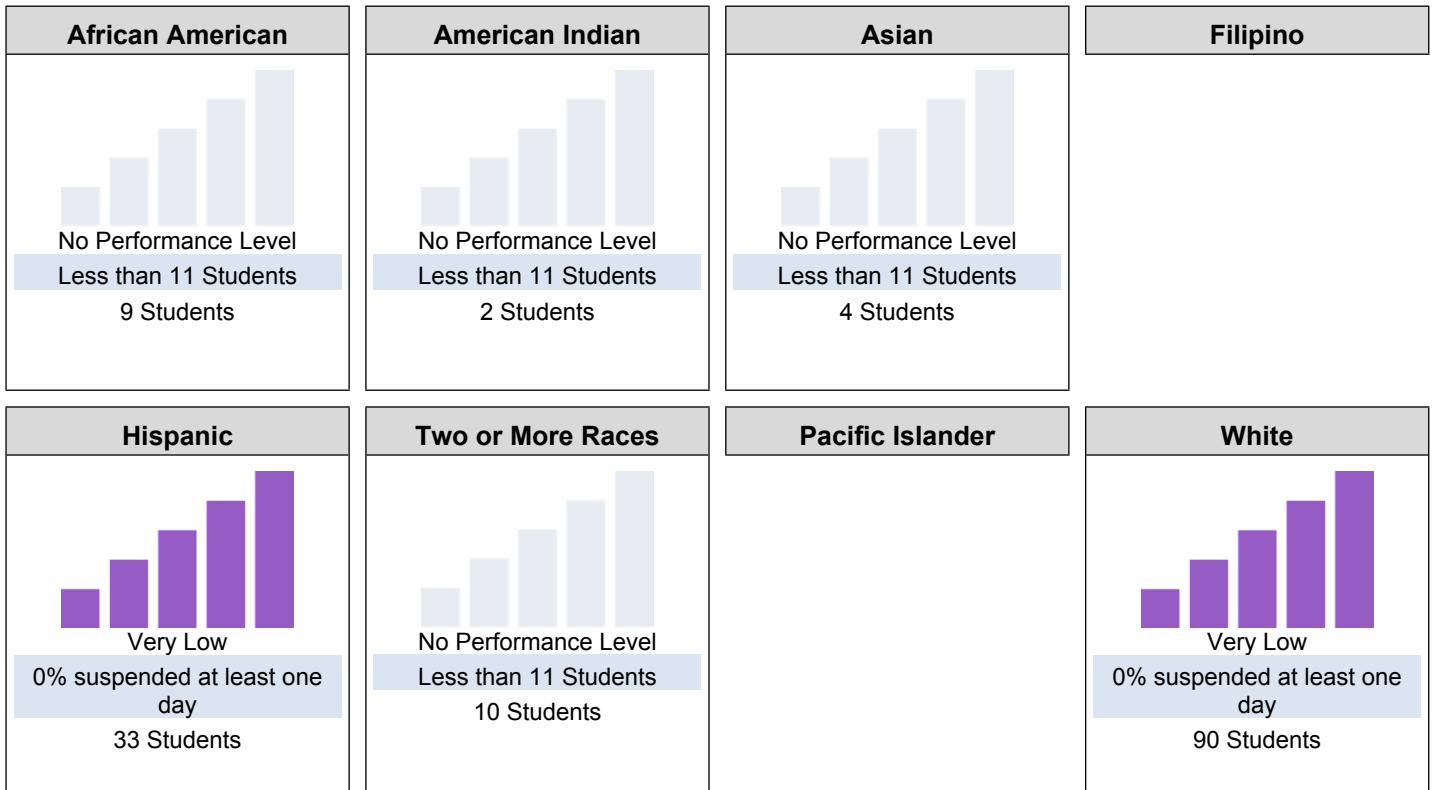 African American
No Performance Level
Less than 11 Students
9 Students
American Indian
No Performance Level
Less than 11 Students
2 Students
Asian
No Performance Level
Less than 11 Students
4 Students
Filipino
Hispanic
Very Low
0% suspended at least one
day
33 Students
Two or More Races
No Performance Level
Less than 11 Students
10 Students
Pacific Islander
White
Very Low
0% suspended at least one
day
90 Students